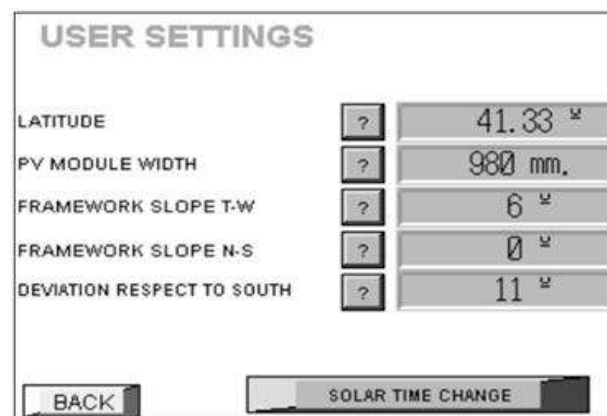 USER SETTINGS
LATITUDE ? 41.33 º
PV MODULE WIDTH ? 980 mm.
FRAMEWORK SLOPE T-W ? 6 º
FRAMEWORK SLOPE N-S ? 0 º
DEVIATION RESPECT TO SOUTH ? 11 º
BACK SOLAR TIME CHANGE